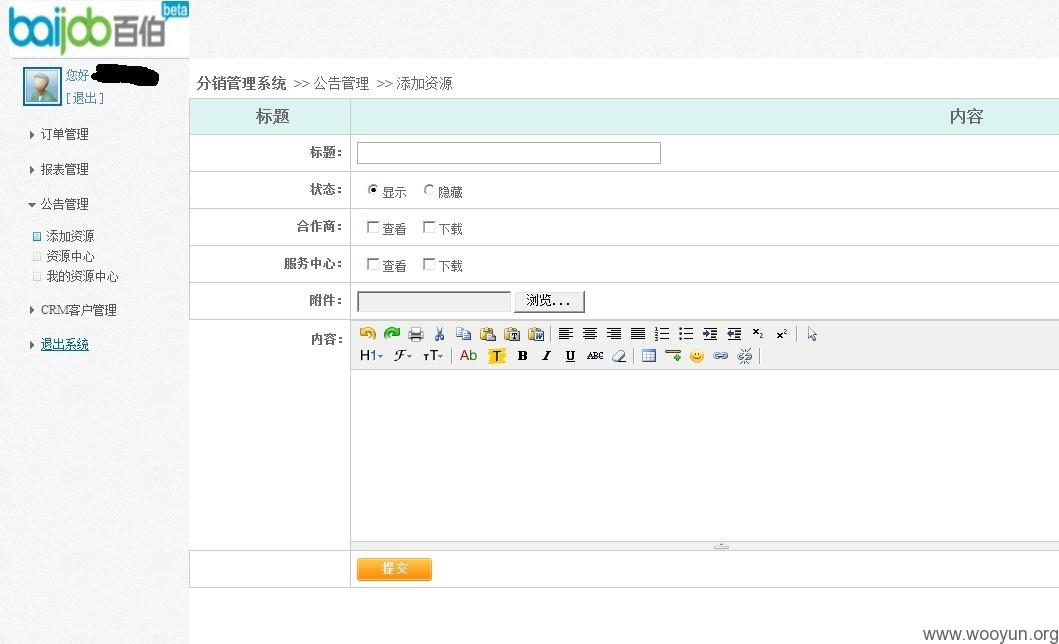 baijob百伯 beta
您好
[退出]
订单管理
报表管理
公告管理
添加资源
资源中心
我的资源中心
CRM客户管理
退出系统
分销管理系统 >> 公告管理 >> 添加资源
标题 内容
标题:
状态: 显示 隐藏
合作商: 查看 下载
服务中心: 查看 下载
附件: 浏览...
内容:
H1 F TT Ab T B I U ABC
提交
www.wooyun.org